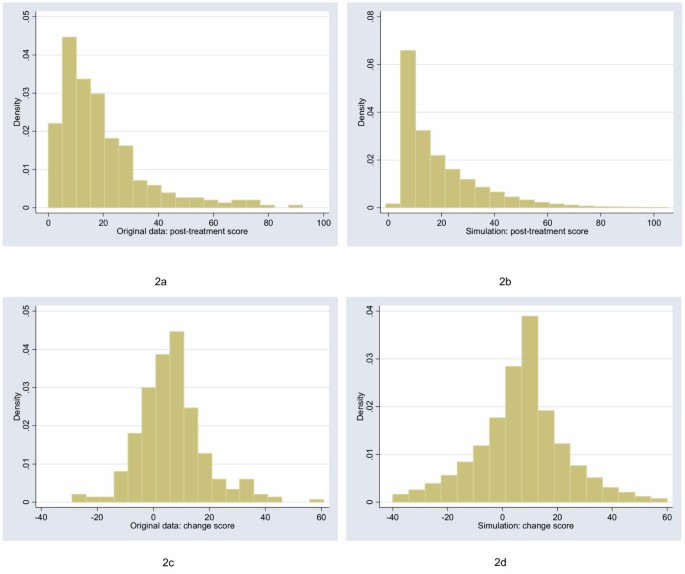 .05
.04
.03
.02
.01
0
Density
0 20 40 60 80 100
Original data: post-treatment score
2a
.08
.06
.04
.02
0
Density
0 20 40 60 80 100
Simulation: post-treatment score
2b
.05
.04
.03
.02
.01
0
Density
-40 -20 0 20 40 60
Original data: change score
2c
.04
.03
.02
.01
0
Density
-40 -20 0 20 40 60
Simulation: change score
2d